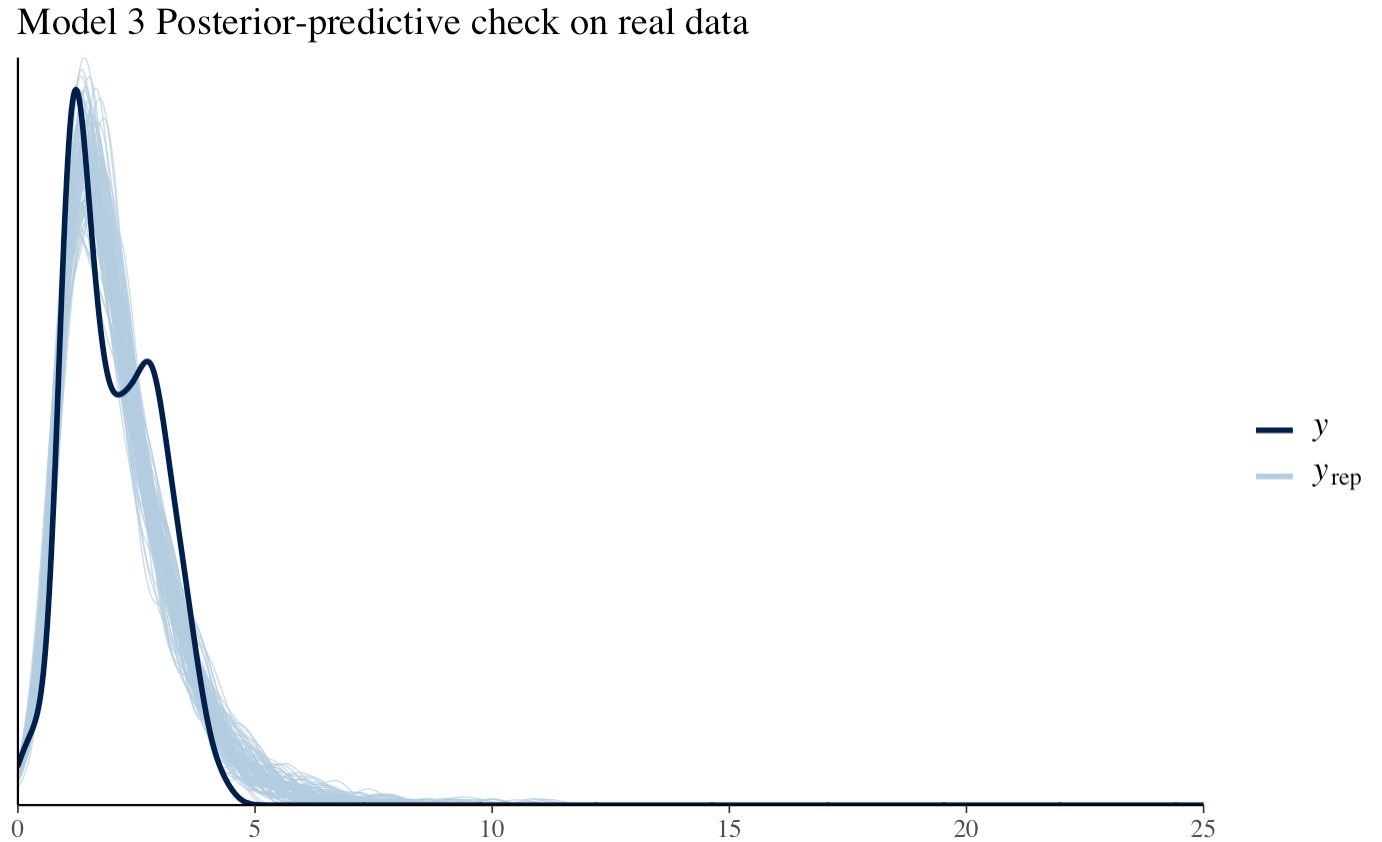 Model 3 Posterior-predictive check on real data
y
yrep
0 5 10 15 20 25